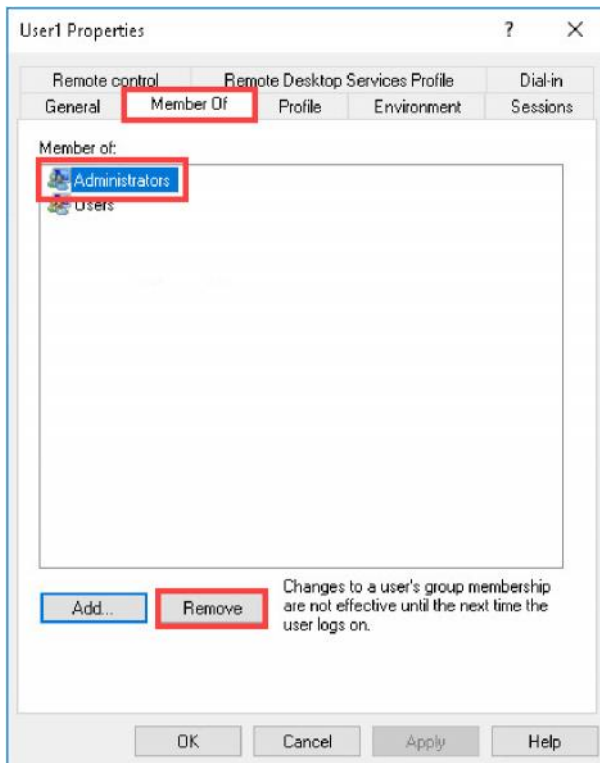 User1 Properties
?
Remote control
Remote Desktop Services Profile
Dial-in
General
Member Of
Profile
Environment
Sessions
Member of:
Administrators
Users
Add...
Remove
Changes to a user's group membership
are not effective until the next time the
user logs on.
OK
Cancel
Apply
Help